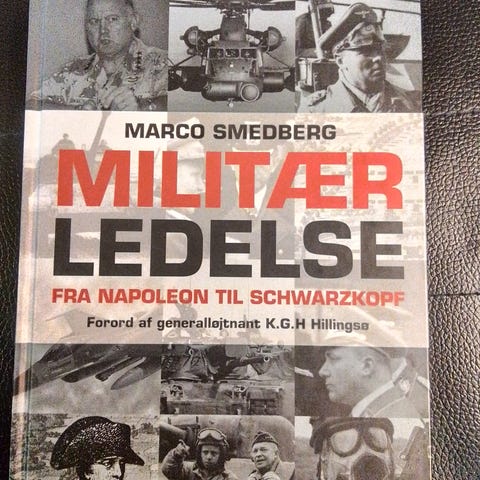 MARCO SMEDBERG
MILITÆR
LEDELSE
FRA NAPOLEON TIL SCHWARZKOPF
Forord af generalløjtnant K.G.H Hillingsø